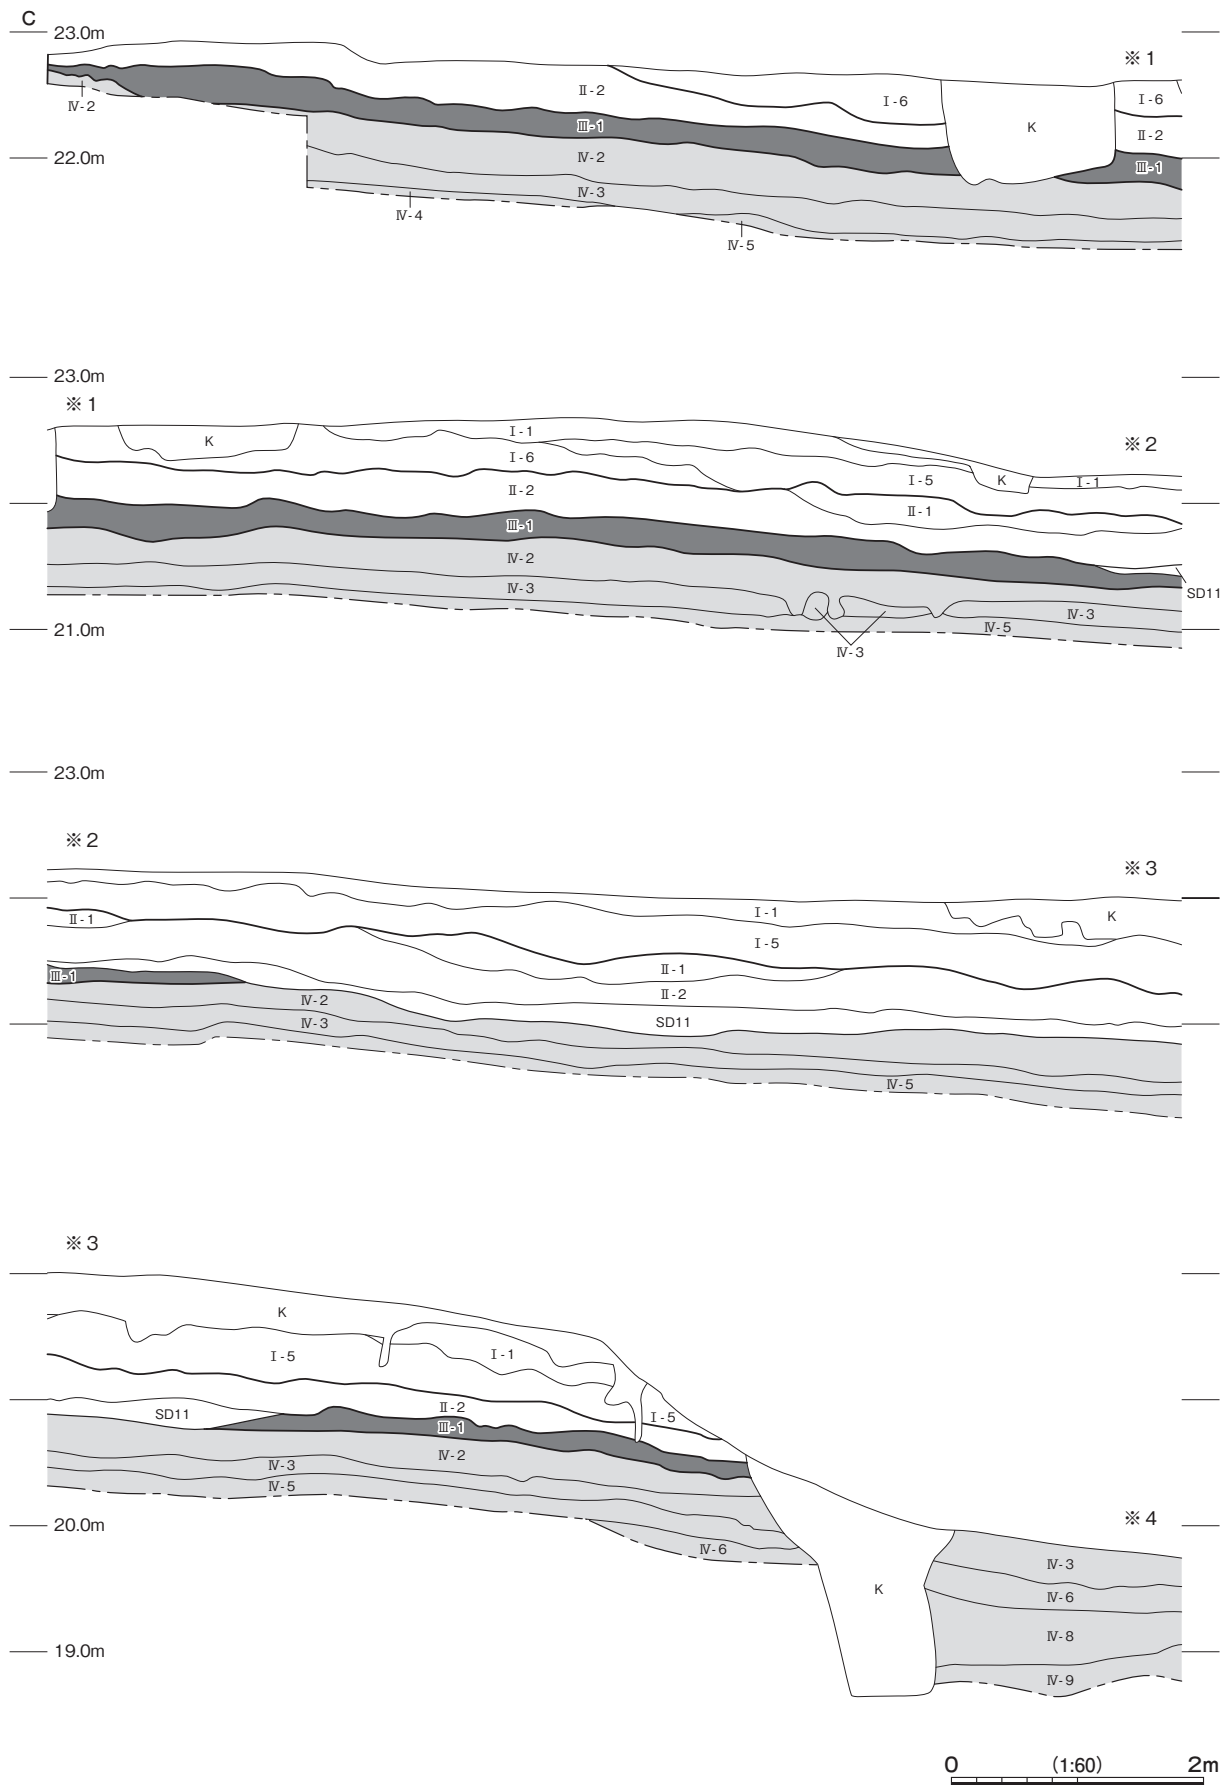 C
23.0m
※1
Ⅳ-2
Ⅱ-2
Ⅰ-6
Ⅰ-6
K
Ⅲ-1
Ⅱ-2
22.0m
Ⅳ-2
Ⅲ-1
Ⅳ-3
Ⅳ-4
Ⅳ-5
23.0m
※1
Ⅰ-1
※2
K
Ⅰ-6
Ⅰ-5
K
Ⅰ-1
Ⅱ-2
Ⅱ-1
Ⅲ-1
Ⅳ-2
Ⅳ-3
SD11
Ⅳ-3
21.0m
Ⅳ-5
Ⅳ-3
23.0m
※2
※3
Ⅰ-1
K
Ⅱ-1
Ⅰ-5
Ⅱ-1
Ⅲ-1
Ⅱ-2
Ⅳ-2
Ⅳ-3
SD11
Ⅳ-5
※3
K
Ⅰ-5
Ⅰ-1
Ⅱ-2
SD11
Ⅰ-5
Ⅲ-1
Ⅳ-2
Ⅳ-3
Ⅳ-5
20.0m
※4
Ⅳ-6
Ⅳ-3
K
Ⅳ-6
Ⅳ-8
19.0m
Ⅳ-9
0 (1:60) 2m